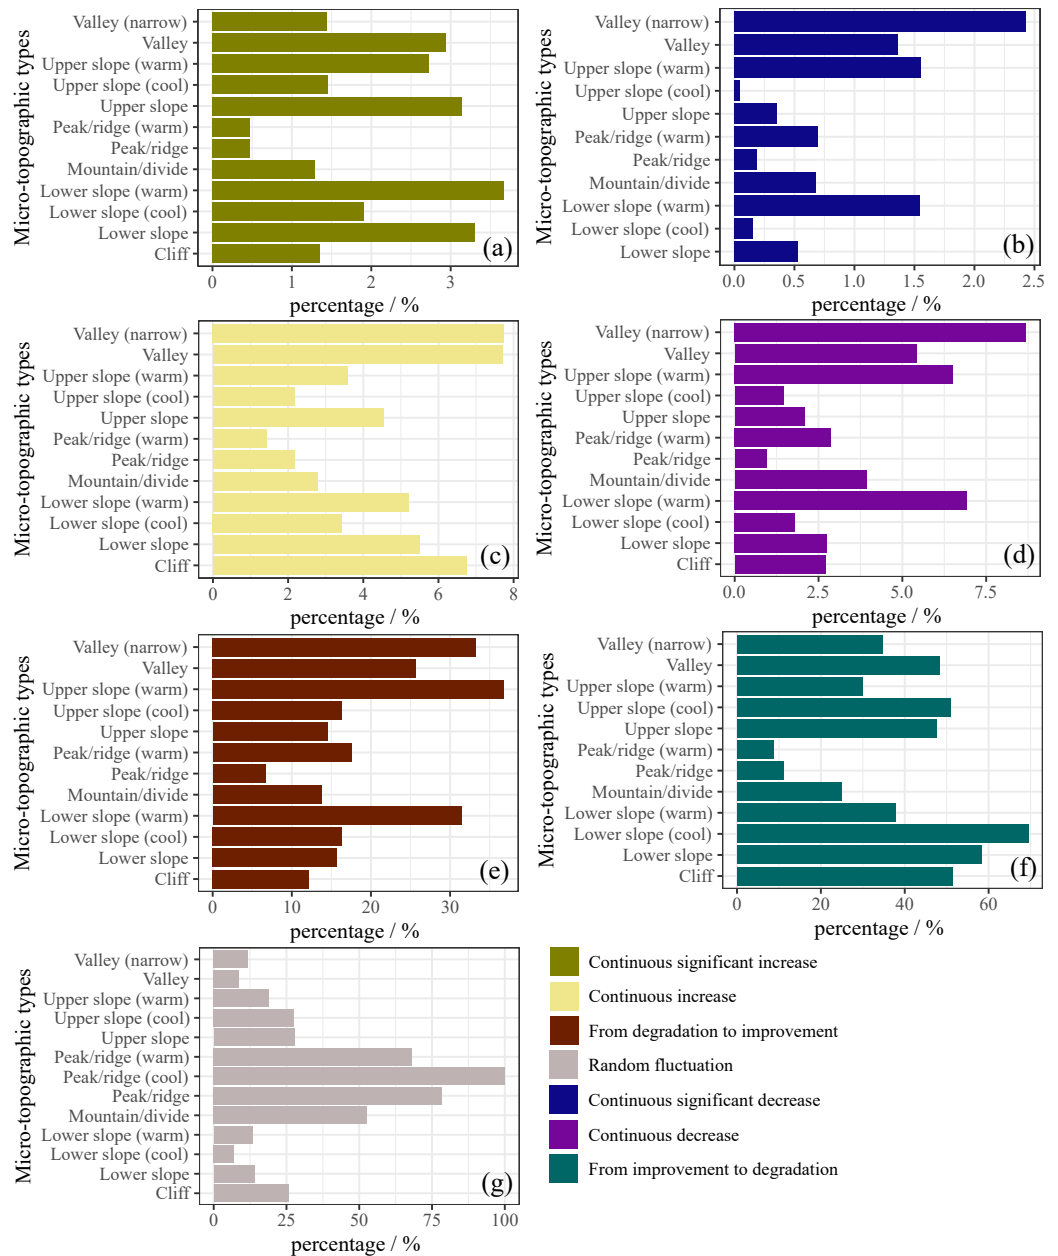 Micro-topographic types
Valley (narrow)
Valley
Upper slope (warm)
Upper slope (cool)
Upper slope
Peak/ridge (warm)
Peak/ridge
Mountain/divide
Lower slope (warm)
Lower slope (cool)
Lower slope
Cliff
(a)
0 1 2 3
percentage / %
Micro-topographic types
Valley (narrow)
Valley
Upper slope (warm)
Upper slope (cool)
Upper slope
Peak/ridge (warm)
Peak/ridge
Mountain/divide
Lower slope (warm)
Lower slope (cool)
Lower slope
(b)
0.0 0.5 1.0 1.5 2.0 2.5
percentage / %
Micro-topographic types
Valley (narrow)
Valley
Upper slope (warm)
Upper slope (cool)
Upper slope
Peak/ridge (warm)
Peak/ridge
Mountain/divide
Lower slope (warm)
Lower slope (cool)
Lower slope
Cliff
(c)
0 2 4 6 8
percentage / %
Micro-topographic types
Valley (narrow)
Valley
Upper slope (warm)
Upper slope (cool)
Upper slope
Peak/ridge (warm)
Peak/ridge
Mountain/divide
Lower slope (warm)
Lower slope (cool)
Lower slope
Cliff
(d)
0.0 2.5 5.0 7.5
percentage / %
Micro-topographic types
Valley (narrow)
Valley
Upper slope (warm)
Upper slope (cool)
Upper slope
Peak/ridge (warm)
Peak/ridge
Mountain/divide
Lower slope (warm)
Lower slope (cool)
Lower slope
Cliff
(e)
0 10 20 30
percentage / %
Micro-topographic types
Valley (narrow)
Valley
Upper slope (warm)
Upper slope (cool)
Upper slope
Peak/ridge (warm)
Peak/ridge
Mountain/divide
Lower slope (warm)
Lower slope (cool)
Lower slope
Cliff
(f)
0 20 40 60
percentage / %
Micro-topographic types
Valley (narrow)
Valley
Upper slope (warm)
Upper slope (cool)
Upper slope
Peak/ridge (warm)
Peak/ridge (cool)
Peak/ridge
Mountain/divide
Lower slope (warm)
Lower slope (cool)
Lower slope
Cliff
(g)
0 25 50 75 100
percentage / %
Continuous significant increase
Continuous increase
From degradation to improvement
Random fluctuation
Continuous significant decrease
Continuous decrease
From improvement to degradation